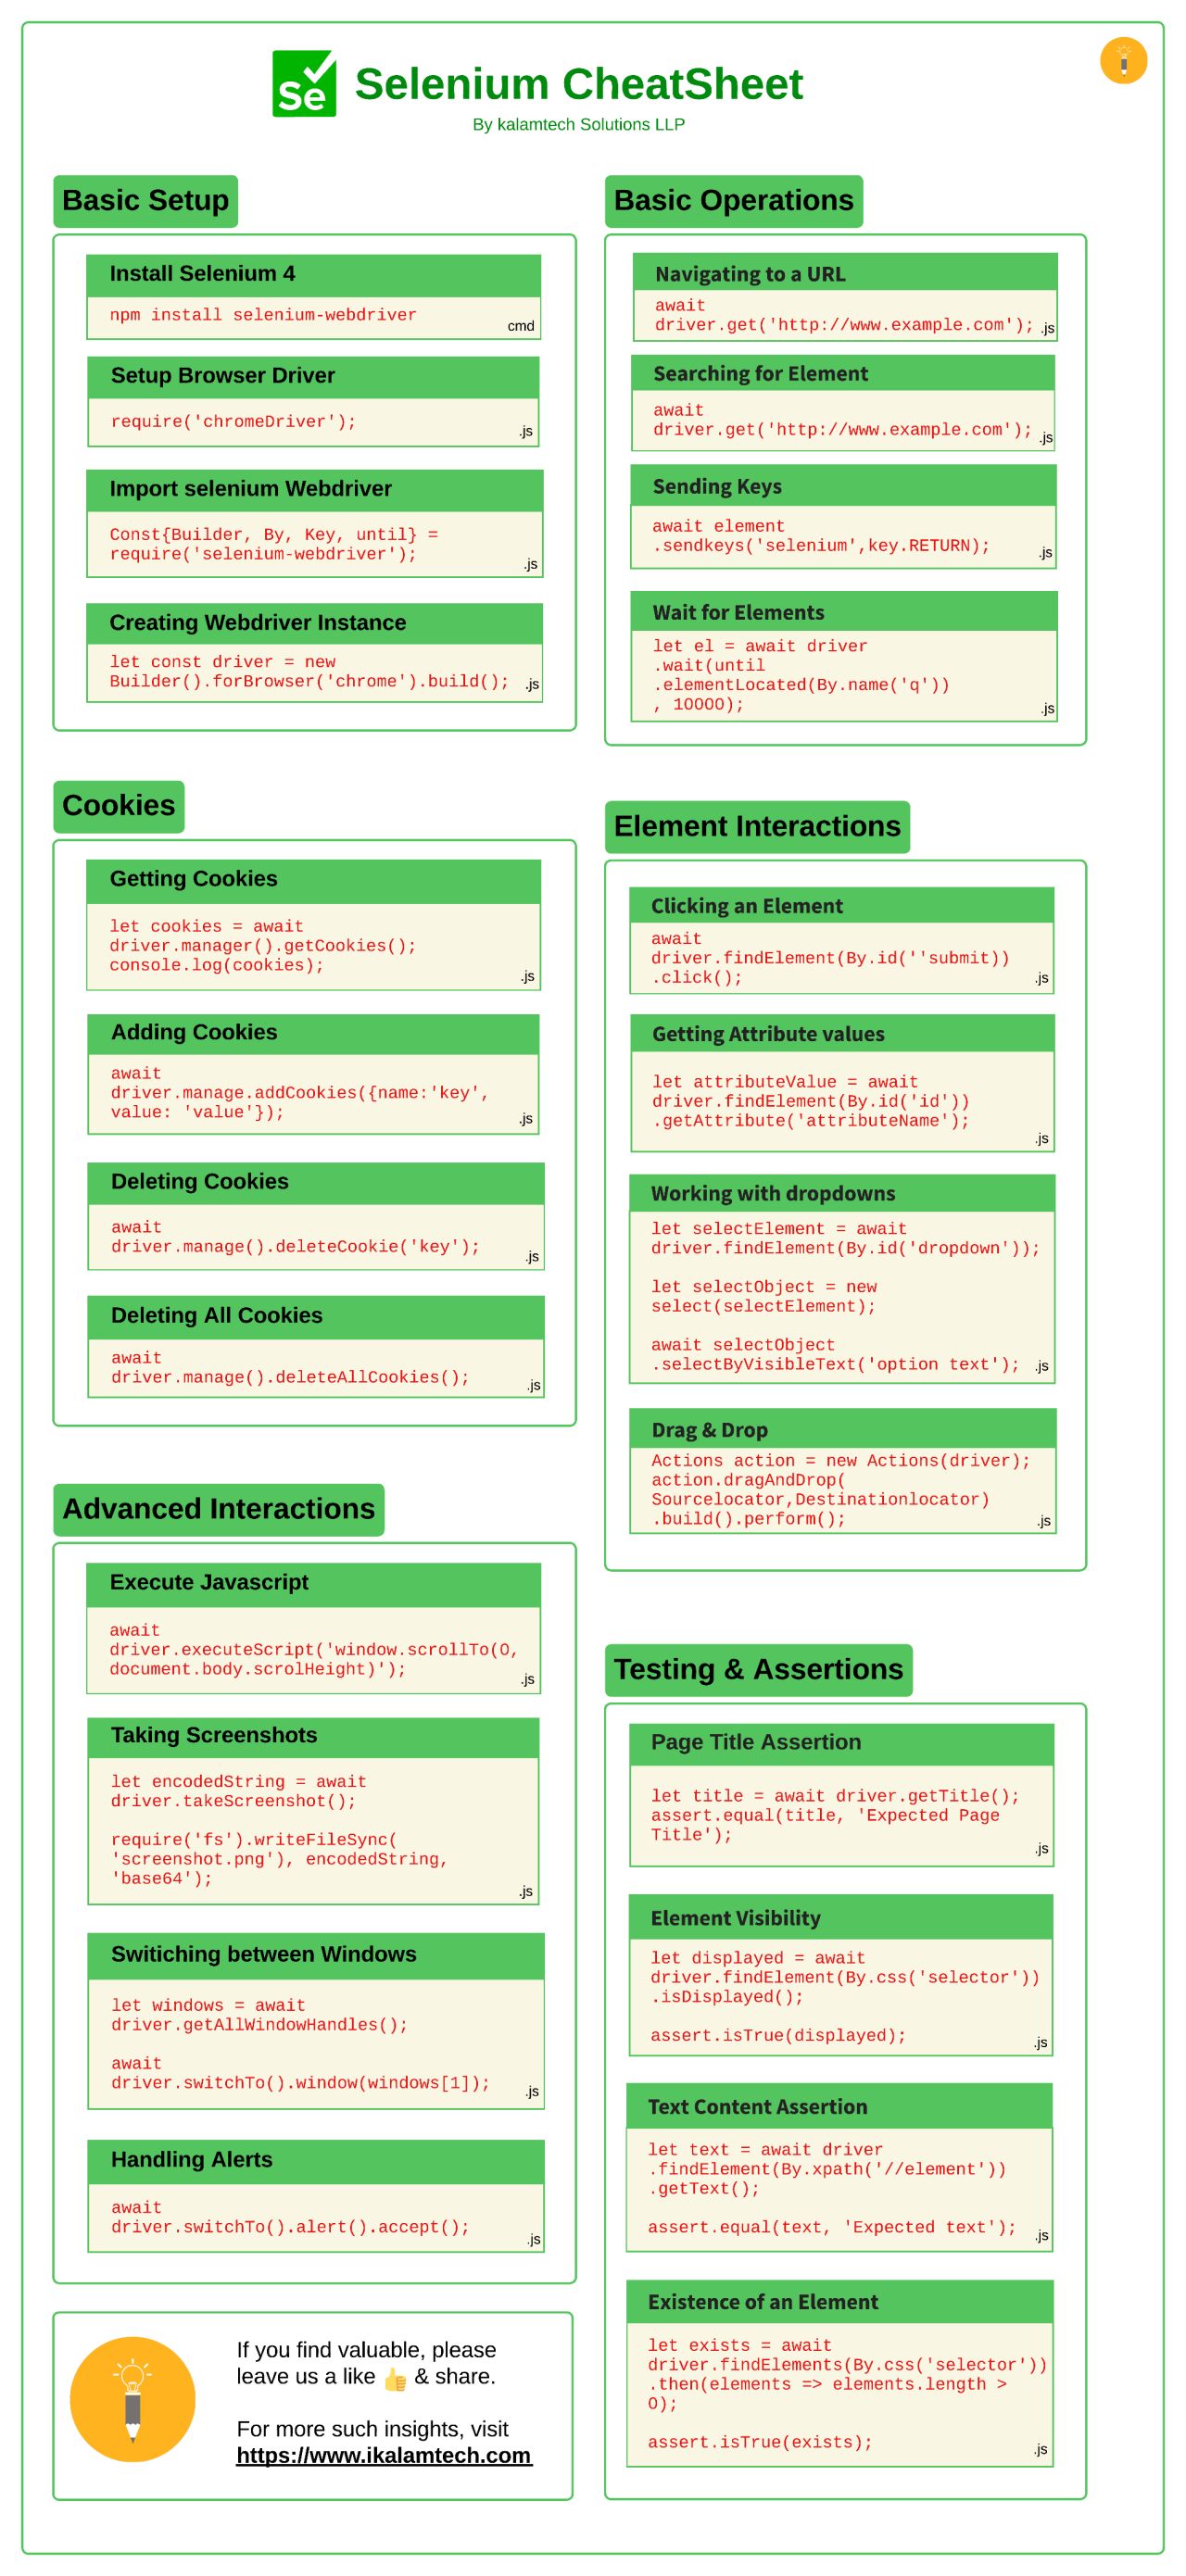 Se
Selenium CheatSheet
By kalamtech Solutions LLP
Basic Setup
Install Selenium 4
npm install selenium-webdriver
cmd
Setup Browser Driver
require('chromeDriver');
.js
Import selenium Webdriver
Const{Builder, By, Key, until} =
require('selenium-webdriver');
.js
Creating Webdriver Instance
let const driver = new
Builder().forBrowser('chrome').build();
.js
Cookies
Getting Cookies
let cookies = await
driver.manager().getCookies();
console.log(cookies);
.js
Adding Cookies
await
driver.manage.addCookies({name:'key',
value: 'value'});
.js
Deleting Cookies
await
driver.manage().deleteCookie('key');
.js
Deleting All Cookies
await
driver.manage().deleteAllCookies();
.js
Advanced Interactions
Execute Javascript
await
driver.executeScript('window.scrollTo(0,
document.body.scrolHeight)');
.js
Taking Screenshots
let encodedString = await
driver.takeScreenshot();
require('fs').writeFileSync(
'screenshot.png'), encodedString,
'base64');
.js
Switiching between Windows
let windows = await
driver.getAllWindowHandles();
await
driver.switchTo().window(windows[1]);
.js
Handling Alerts
await
driver.switchTo().alert().accept();
.js
If you find valuable, please
leave us a like 👍 & share.
For more such insights, visit
https://www.ikalamtech.com
Basic Operations
Navigating to a URL
await
driver.get('http://www.example.com');
.js
Searching for Element
await
driver.get('http://www.example.com');
.js
Sending Keys
await element
.sendkeys('selenium',key.RETURN);
.js
Wait for Elements
let el = await driver
.wait(until
.elementLocated(By.name('q'))
, 10000);
.js
Element Interactions
Clicking an Element
await
driver.findElement(By.id(''submit))
.click();
.js
Getting Attribute values
let attributeValue = await
driver.findElement(By.id('id'))
.getAttribute('attributeName');
.js
Working with dropdowns
let selectElement = await
driver.findElement(By.id('dropdown'));
let selectObject = new
select(selectElement);
await selectObject
.selectByVisibleText('option text');
.js
Drag & Drop
Actions action = new Actions(driver);
action.dragAndDrop(
Sourcelocator,Destinationlocator)
.build().perform();
.js
Testing & Assertions
Page Title Assertion
let title = await driver.getTitle();
assert.equal(title, 'Expected Page
Title');
.js
Element Visibility
let displayed = await
driver.findElement(By.css('selector'))
.isDisplayed();
assert.isTrue(displayed);
.js
Text Content Assertion
let text = await driver
.findElement(By.xpath('//element'))
.getText();
assert.equal(text, 'Expected text');
.js
Existence of an Element
let exists = await
driver.findElements(By.css('selector'))
.then(elements => elements.length >
0);
assert.isTrue(exists);
.js